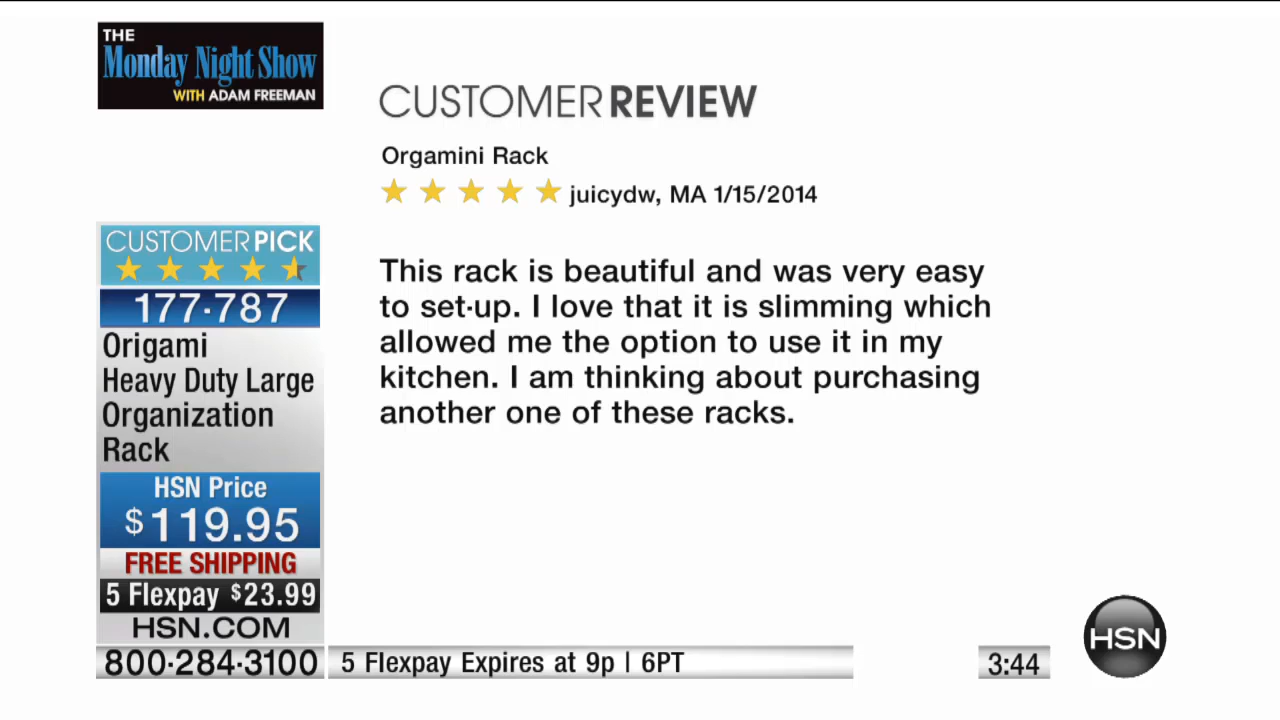 THE
Monday Night Show
WITH ADAM FREEMAN
CUSTOMER REVIEW
Orgamini Rack
juicydw, MA 1/15/2014
This rack is beautiful and was very easy
to set-up. I love that it is slimming which
allowed me the option to use it in my
kitchen. I am thinking about purchasing
another one of these racks.
CUSTOMER PICK
177-787
Origami
Heavy Duty Large
Organization
Rack
HSN Price
$119.95
FREE SHIPPING
5 Flexpay $23.99
HSN.COM
800-284-3100
5 Flexpay Expires at 9p | 6PT
3:44
HSN